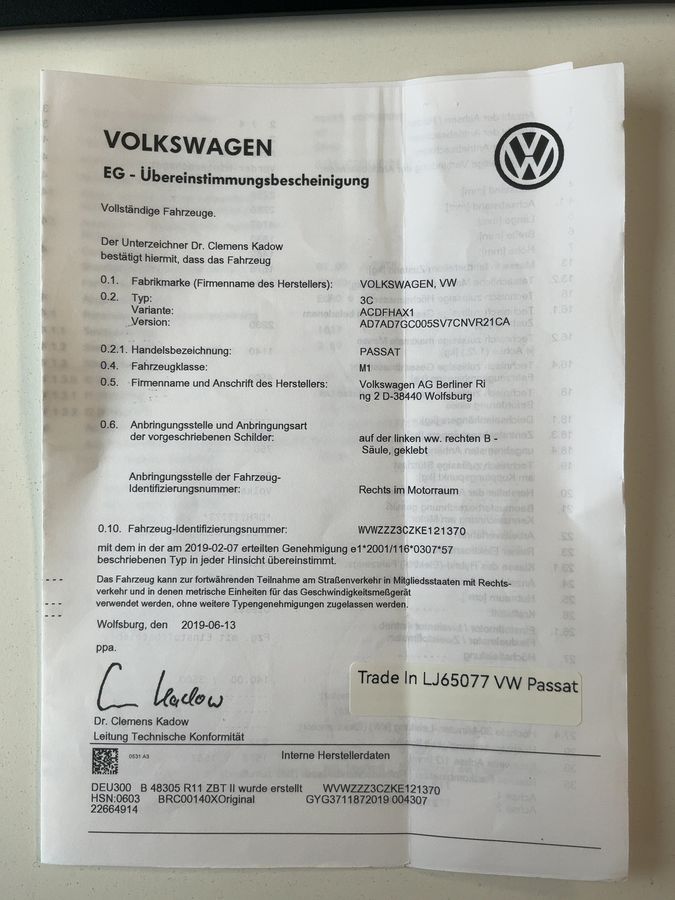 VOLKSWAGEN
EG - Übereinstimmungsbescheinigung
Vollständige Fahrzeuge.
Der Unterzeichner Dr. Clemens Kadow
bestätigt hiermit, dass das Fahrzeug
0.1. Fabrikmarke (Firmenname des Herstellers): VOLKSWAGEN, VW
0.2. Typ: 3C
Variante: ACDFHAX1
Version: AD7AD7GC005SV7CNVR21CA
0.2.1. Handelsbezeichnung: PASSAT
0.4. Fahrzeugklasse: M1
0.5. Firmenname und Anschrift des Herstellers: Volkswagen AG Berliner Ri
ng 2 D-38440 Wolfsburg
0.6. Anbringungsstelle und Anbringungsart
der vorgeschriebenen Schilder: auf der linken ww. rechten B -
Säule, geklebt
Anbringungsstelle der Fahrzeug-
Identifizierungsnummer: Rechts im Motorraum
0.10. Fahrzeug-Identifizierungsnummer: WVWZZZ3CZKE121370
mit dem in der am 2019-02-07 erteilten Genehmigung e1*2001/116*0307*57
beschriebenen Typ in jeder Hinsicht übereinstimmt.
Das Fahrzeug kann zur fortwährenden Teilnahme am Straßenverkehr in Mitgliedsstaaten mit Rechts-
verkehr und in denen metrische Einheiten für das Geschwindigkeitsmeßgerät
verwendet werden, ohne weitere Typengenehmigungen zugelassen werden.
Wolfsburg, den 2019-06-13
ppa.
Trade In LJ65077 VW Passat
C Kadow
Dr. Clemens Kadow
Leitung Technische Konformität
0531 A3 Interne Herstellerdaten
DEU300 B 48305 R11 ZBT II wurde erstellt WVWZZZ3CZKE121370
HSN:0603 BRC00140XOriginal GYG3711872019 004307
22664914